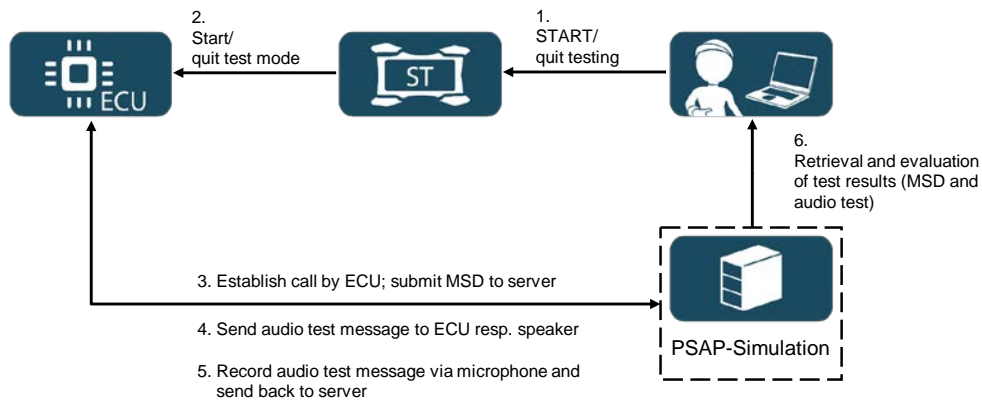 2.
Start/
quit test mode
1.
START/
quit testing
ECU
ST
6.
Retrieval and evaluation
of test results (MSD and
audio test)
3. Establish call by ECU; submit MSD to server
4. Send audio test message to ECU resp. speaker
5. Record audio test message via microphone and
send back to server
PSAP-Simulation